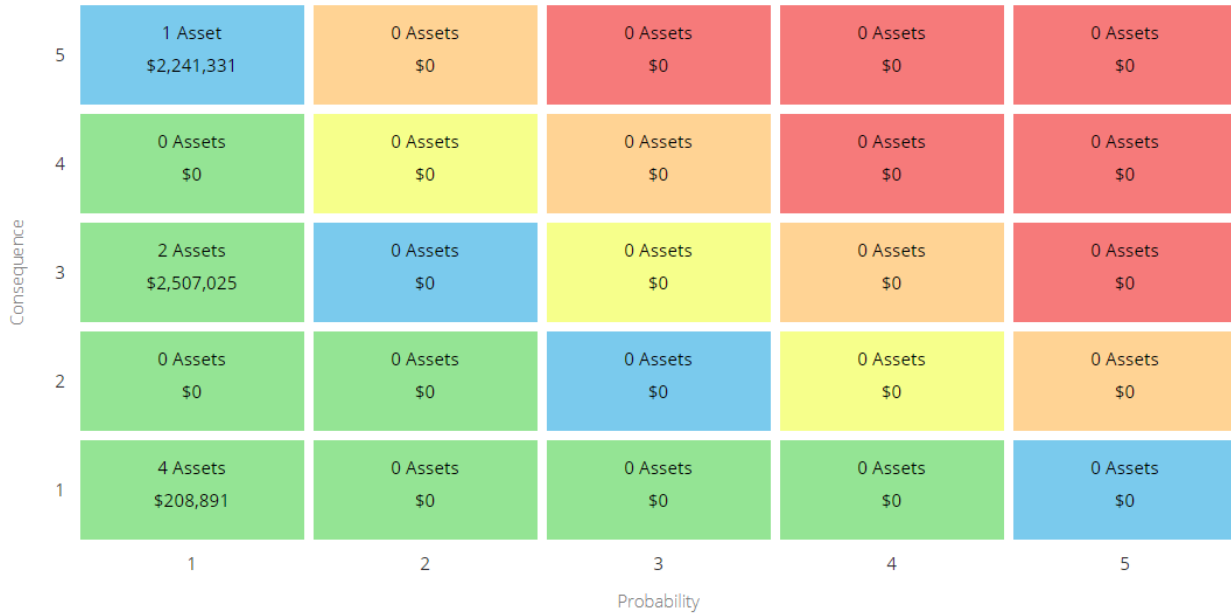 5
1 Asset
$2,241,331
0 Assets
$0
0 Assets
$0
0 Assets
$0
0 Assets
$0
4
0 Assets
$0
0 Assets
$0
0 Assets
$0
0 Assets
$0
0 Assets
$0
Consequence
3
2 Assets
$2,507,025
0 Assets
$0
0 Assets
$0
0 Assets
$0
0 Assets
$0
2
0 Assets
$0
0 Assets
$0
0 Assets
$0
0 Assets
$0
0 Assets
$0
1
4 Assets
$208,891
0 Assets
$0
0 Assets
$0
0 Assets
$0
0 Assets
$0
1
2
3
4
5
Probability